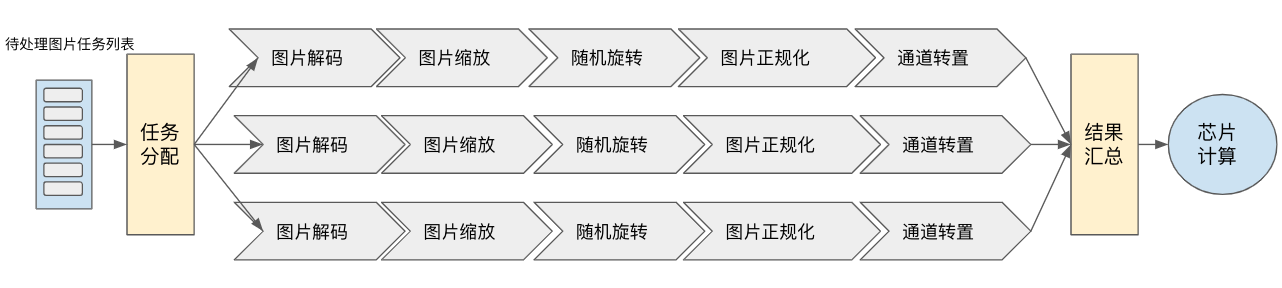 待处理图片任务列表
任务
分配
图片解码
图片缩放
随机旋转
图片正规化
通道转置
图片解码
图片缩放
随机旋转
图片正规化
通道转置
图片解码
图片缩放
随机旋转
图片正规化
通道转置
结果
汇总
芯片
计算